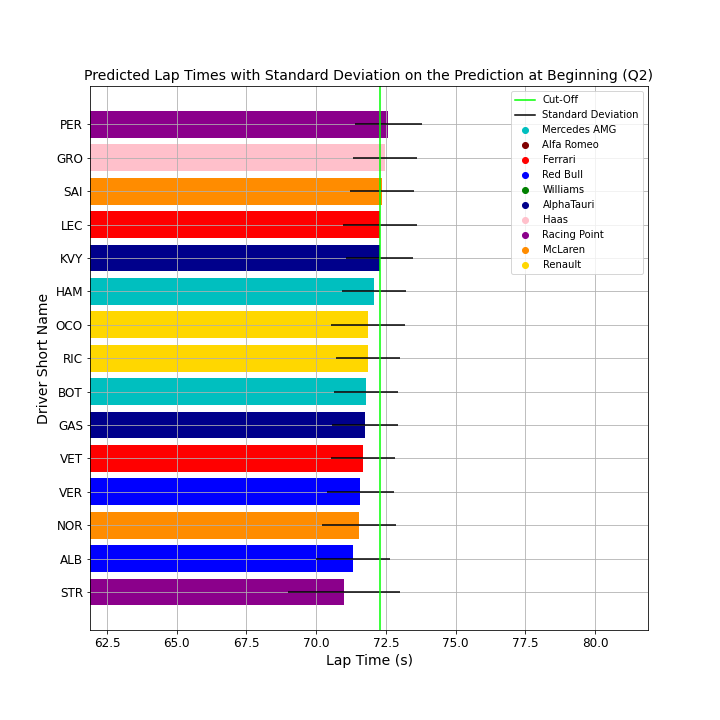 Predicted Lap Times with Standard Deviation on the Prediction at Beginning (Q2)
Cut-Off
Standard Deviation
Mercedes AMG
Alfa Romeo
Ferrari
Red Bull
Williams
AlphaTauri
Haas
Racing Point
McLaren
Renault
Driver Short Name
PER
GRO
SAI
LEC
KVY
HAM
OCO
RIC
BOT
GAS
VET
VER
NOR
ALB
STR
62.5 65.0 67.5 70.0 72.5 75.0 77.5 80.0
Lap Time (s)